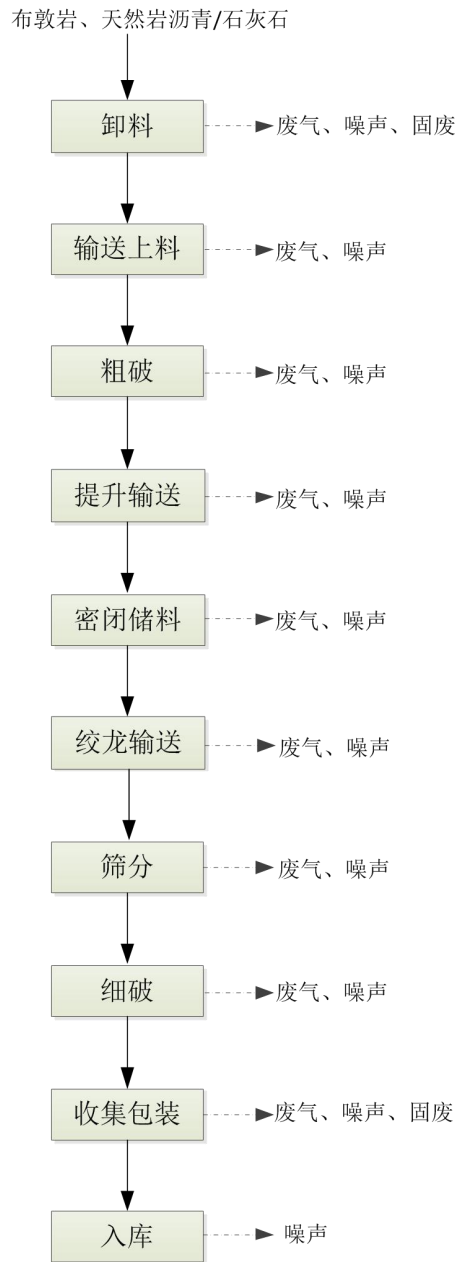 布敦岩、天然岩沥青/石灰石
卸料
废气、噪声、固废
输送上料
废气、噪声
粗破
废气、噪声
提升输送
废气、噪声
密闭储料
废气、噪声
绞龙输送
废气、噪声
筛分
废气、噪声
细破
废气、噪声
收集包装
废气、噪声、固废
入库
噪声